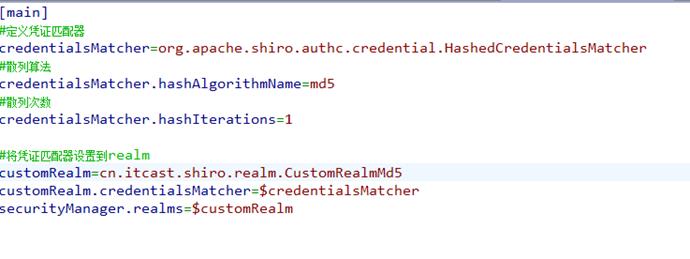 [main]
#定义凭证匹配器
credentialsMatcher=org.apache.shiro.authc.credential.HashedCredentialsMatcher
#散列算法
credentialsMatcher.hashAlgorithmName=md5
#散列次数
credentialsMatcher.hashIterations=1
#将凭证匹配器设置到realm
customRealm=cn.itcast.shiro.realm.CustomRealmMd5
customRealm.credentialsMatcher=$credentialsMatcher
securityManager.realms=$customRealm